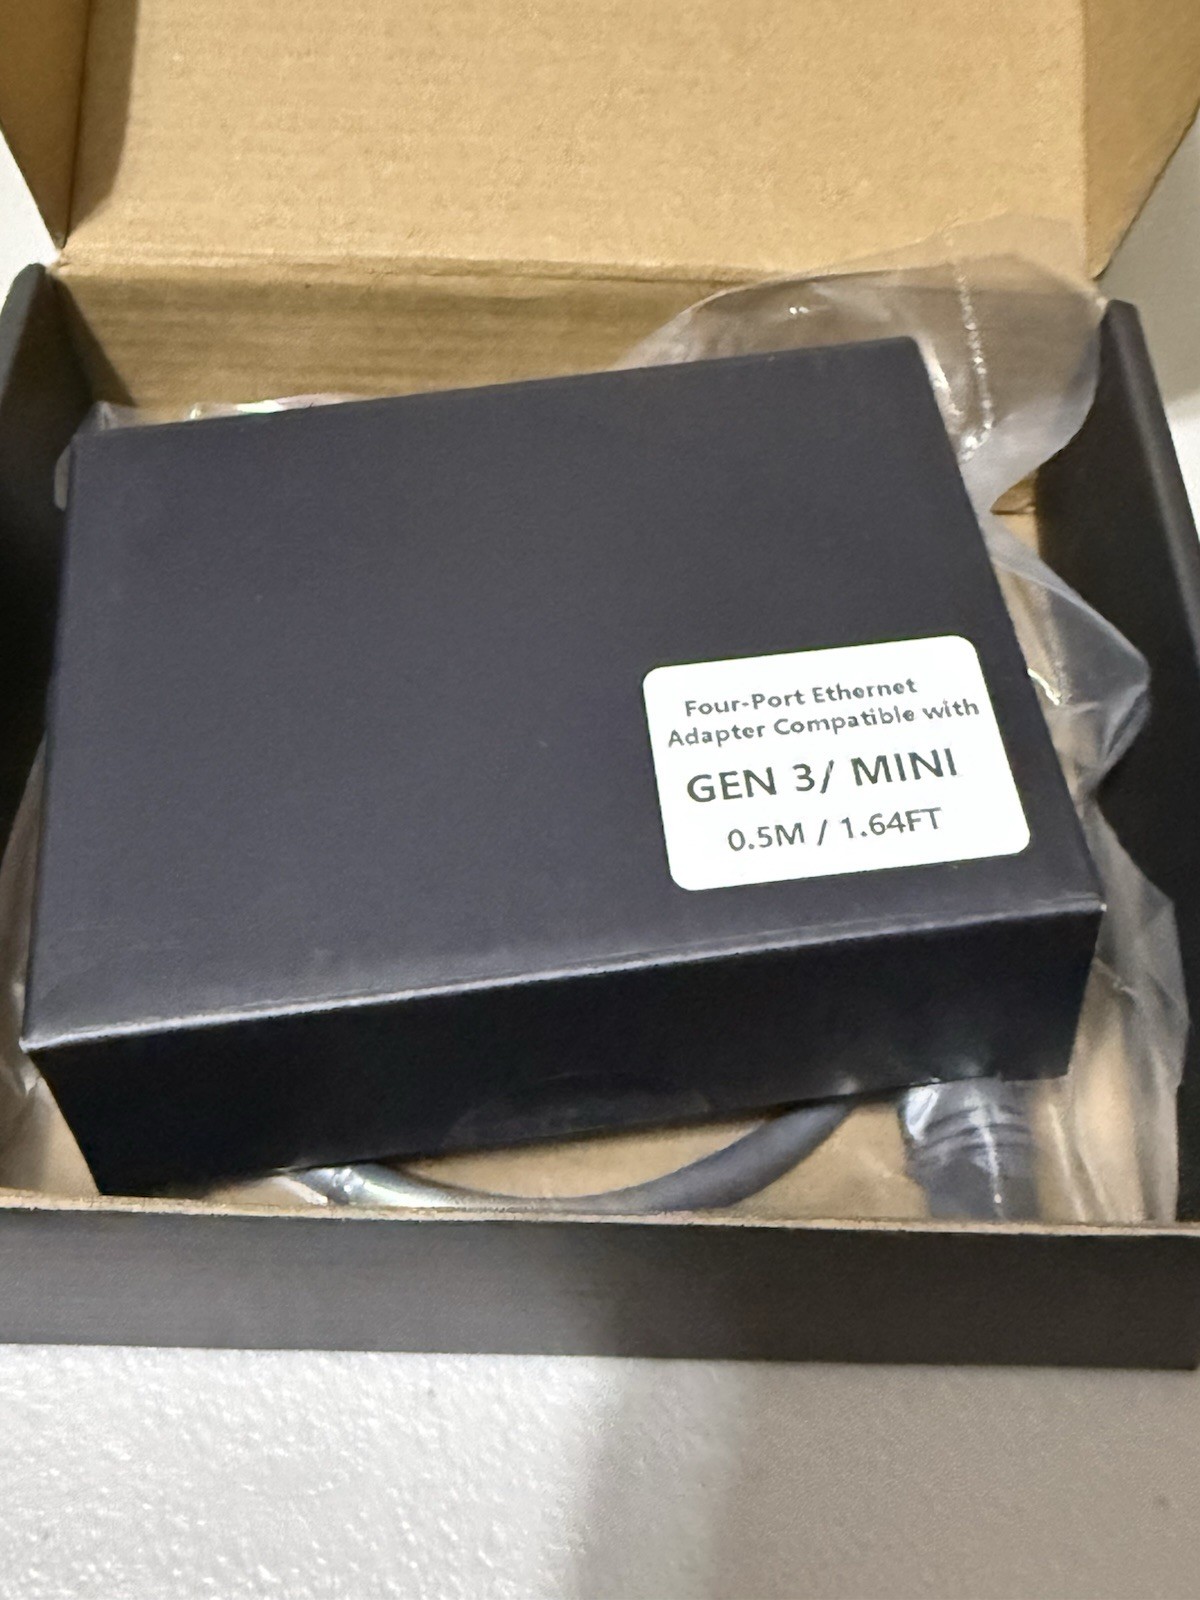 Four-Port Ethernet
Adapter Compatible with
GEN 3/ MINI
0.5M / 1.64FT